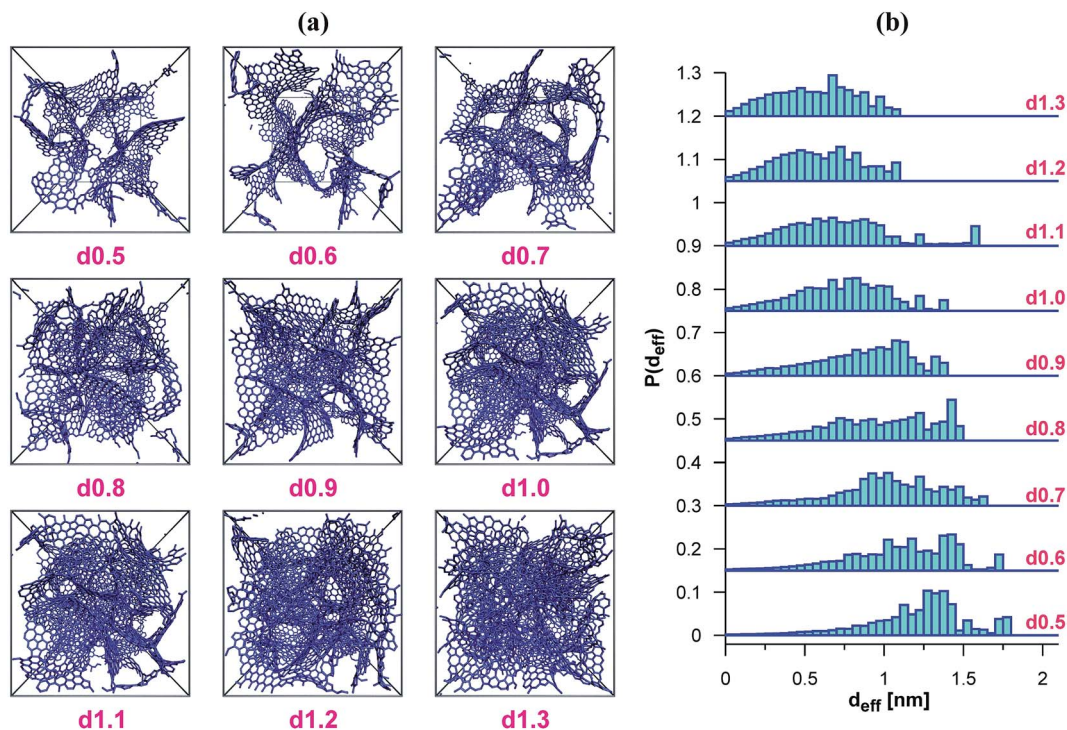 (a)
d0.5
d0.6
d0.7
d0.8
d0.9
d1.0
d1.1
d1.2
d1.3
(b)
P(d_eff)
1.3
1.2
1.1
1
0.9
0.8
0.7
0.6
0.5
0.4
0.3
0.2
0.1
0
d1.3
d1.2
d1.1
d1.0
d0.9
d0.8
d0.7
d0.6
d0.5
0 0.5 1 1.5 2
d_eff [nm]